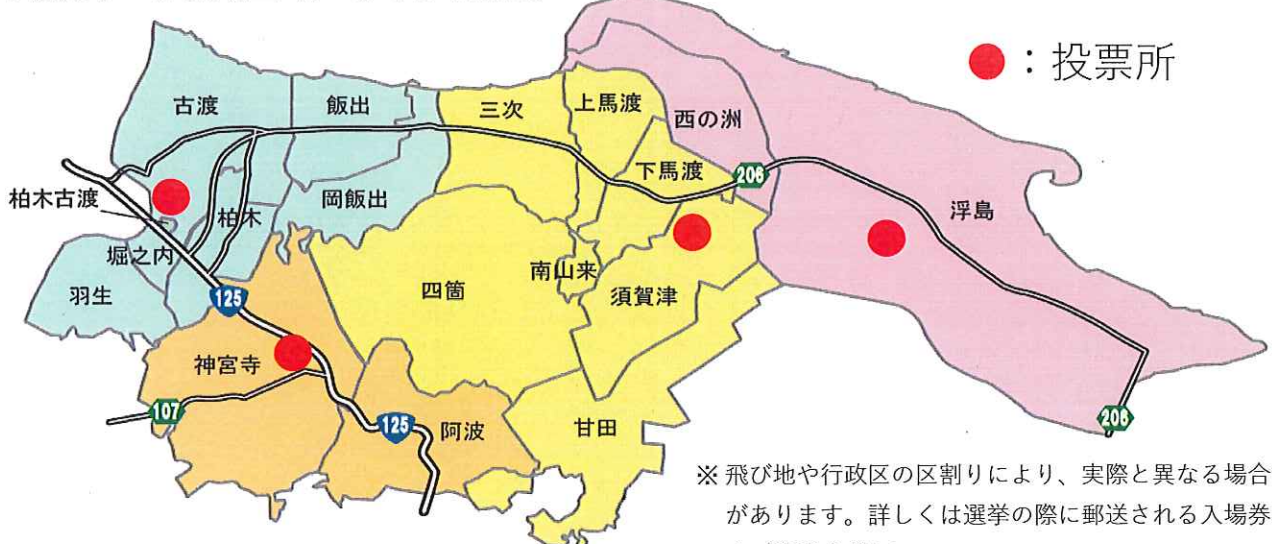 ●：投票所
古渡
飯出
三次
上馬渡
西の洲
下馬渡
206
柏木古渡
柏木
岡飯出
浮島
堀之内
南山来
羽生
125
四箇
須賀津
神宮寺
107
125
阿波
甘田
206
※飛び地や行政区の区割りにより、実際と異なる場合
があります。詳しくは選挙の際に郵送される入場券